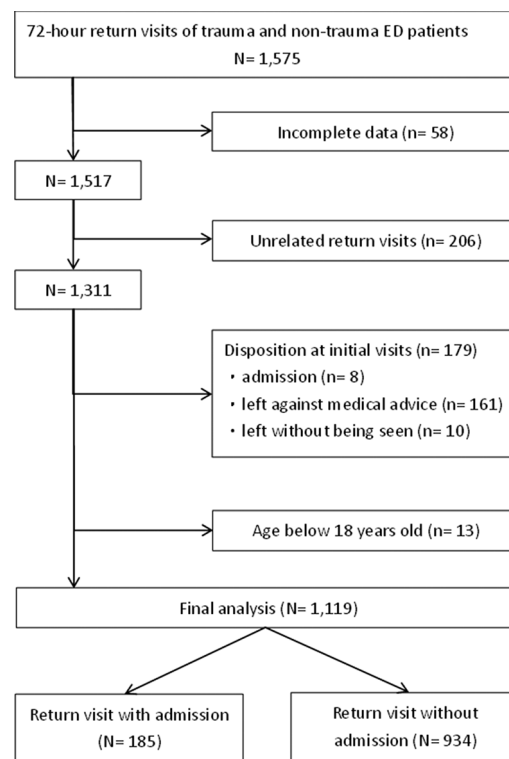 72-hour return visits of trauma and non-trauma ED patients
N= 1,575
Incomplete data (n= 58)
N= 1,517
Unrelated return visits (n= 206)
N= 1,311
Disposition at initial visits (n= 179)
・admission (n= 8)
・left against medical advice (n= 161)
・left without being seen (n= 10)
Age below 18 years old (n= 13)
Final analysis (N= 1,119)
Return visit with admission
(N= 185)
Return visit without
admission (N= 934)